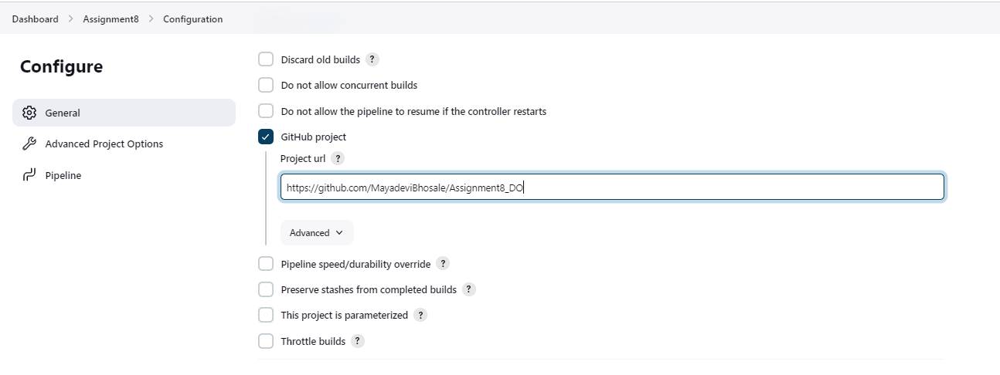 Dashboard > Assignment8 > Configuration
Configure
General
Advanced Project Options
Pipeline
Discard old builds ?
Do not allow concurrent builds
Do not allow the pipeline to resume if the controller restarts
GitHub project
Project url ?
https://github.com/MayadeviBhosale/Assignment8_DO
Advanced
Pipeline speed/durability override ?
Preserve stashes from completed builds ?
This project is parameterized ?
Throttle builds ?